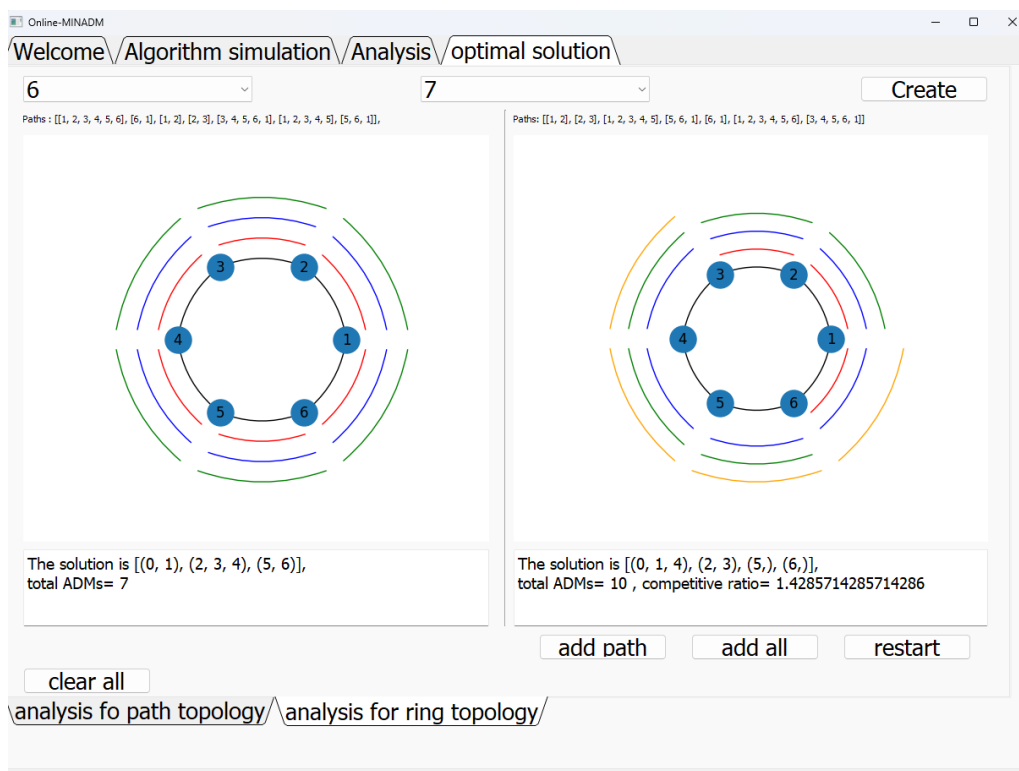 Online-MINADM
Welcome Algorithm simulation Analysis optimal solution
6 7 Create
Paths : [[1, 2, 3, 4, 5, 6], [6, 1], [1, 2], [2, 3], [3, 4, 5, 6, 1], [1, 2, 3, 4, 5], [5, 6, 1]],
3 2
4 1
5 6
The solution is [(0, 1), (2, 3, 4), (5, 6)],
total ADMs= 7
Paths: [[1, 2], [2, 3], [1, 2, 3, 4, 5], [5, 6, 1], [6, 1], [1, 2, 3, 4, 5, 6], [3, 4, 5, 6, 1]]
3 2
4 1
5 6
The solution is [(0, 1, 4), (2, 3), (5,), (6,)],
total ADMs= 10 , competitive ratio= 1.4285714285714286
add path add all restart
clear all
analysis fo path topology analysis for ring topology